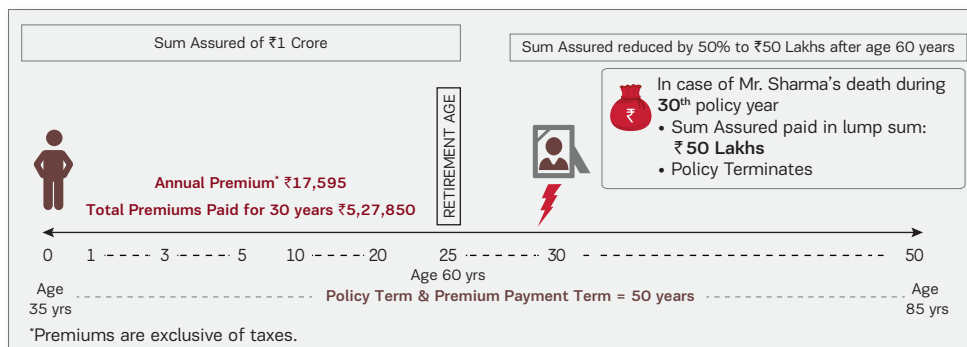 Sum Assured of ₹1 Crore
Sum Assured reduced by 50% to ₹50 Lakhs after age 60 years
In case of Mr. Sharma's death during
30th policy year
• Sum Assured paid in lump sum:
₹ 50 Lakhs
• Policy Terminates
₹
RETIREMENT AGE
Annual Premium* ₹17,595
Total Premiums Paid for 30 years ₹5,27,850
0 1 3 5 10 20 25 30 50
Age 60 yrs
Age
35 yrs
Policy Term & Premium Payment Term = 50 years
Age
85 yrs
*Premiums are exclusive of taxes.